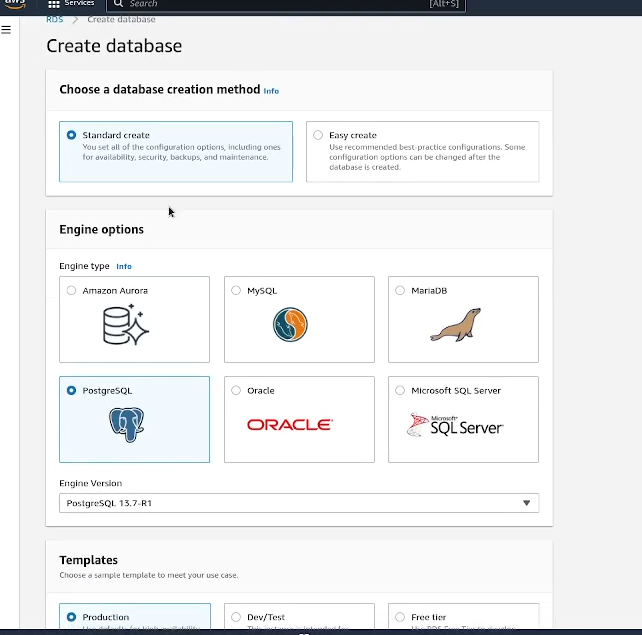 aws
Services
Search
[Alt+S]
RDS > Create database
Create database
Choose a database creation method Info
Standard create
You set all of the configuration options, including ones
for availability, security, backups, and maintenance.
Easy create
Use recommended best-practice configurations. Some
configuration options can be changed after the
database is created.
Engine options
Engine type Info
Amazon Aurora
MySQL
MariaDB
PostgreSQL
Oracle
ORACLE
Microsoft SQL Server
Microsoft
SQL Server
Engine Version
PostgreSQL 13.7-R1
Templates
Choose a sample template to meet your use case.
Production
Dev/Test
Free tier